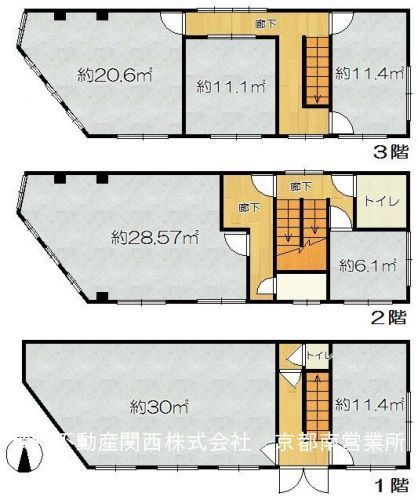 廊下
約20.6㎡
約11.1㎡
約11.4㎡
3階
廊下
トイレ
廊下
約28.57㎡
約6.1㎡
2階
トイレ
約30㎡
約11.4㎡
不動産関西株式会社 京都南営業所
1階